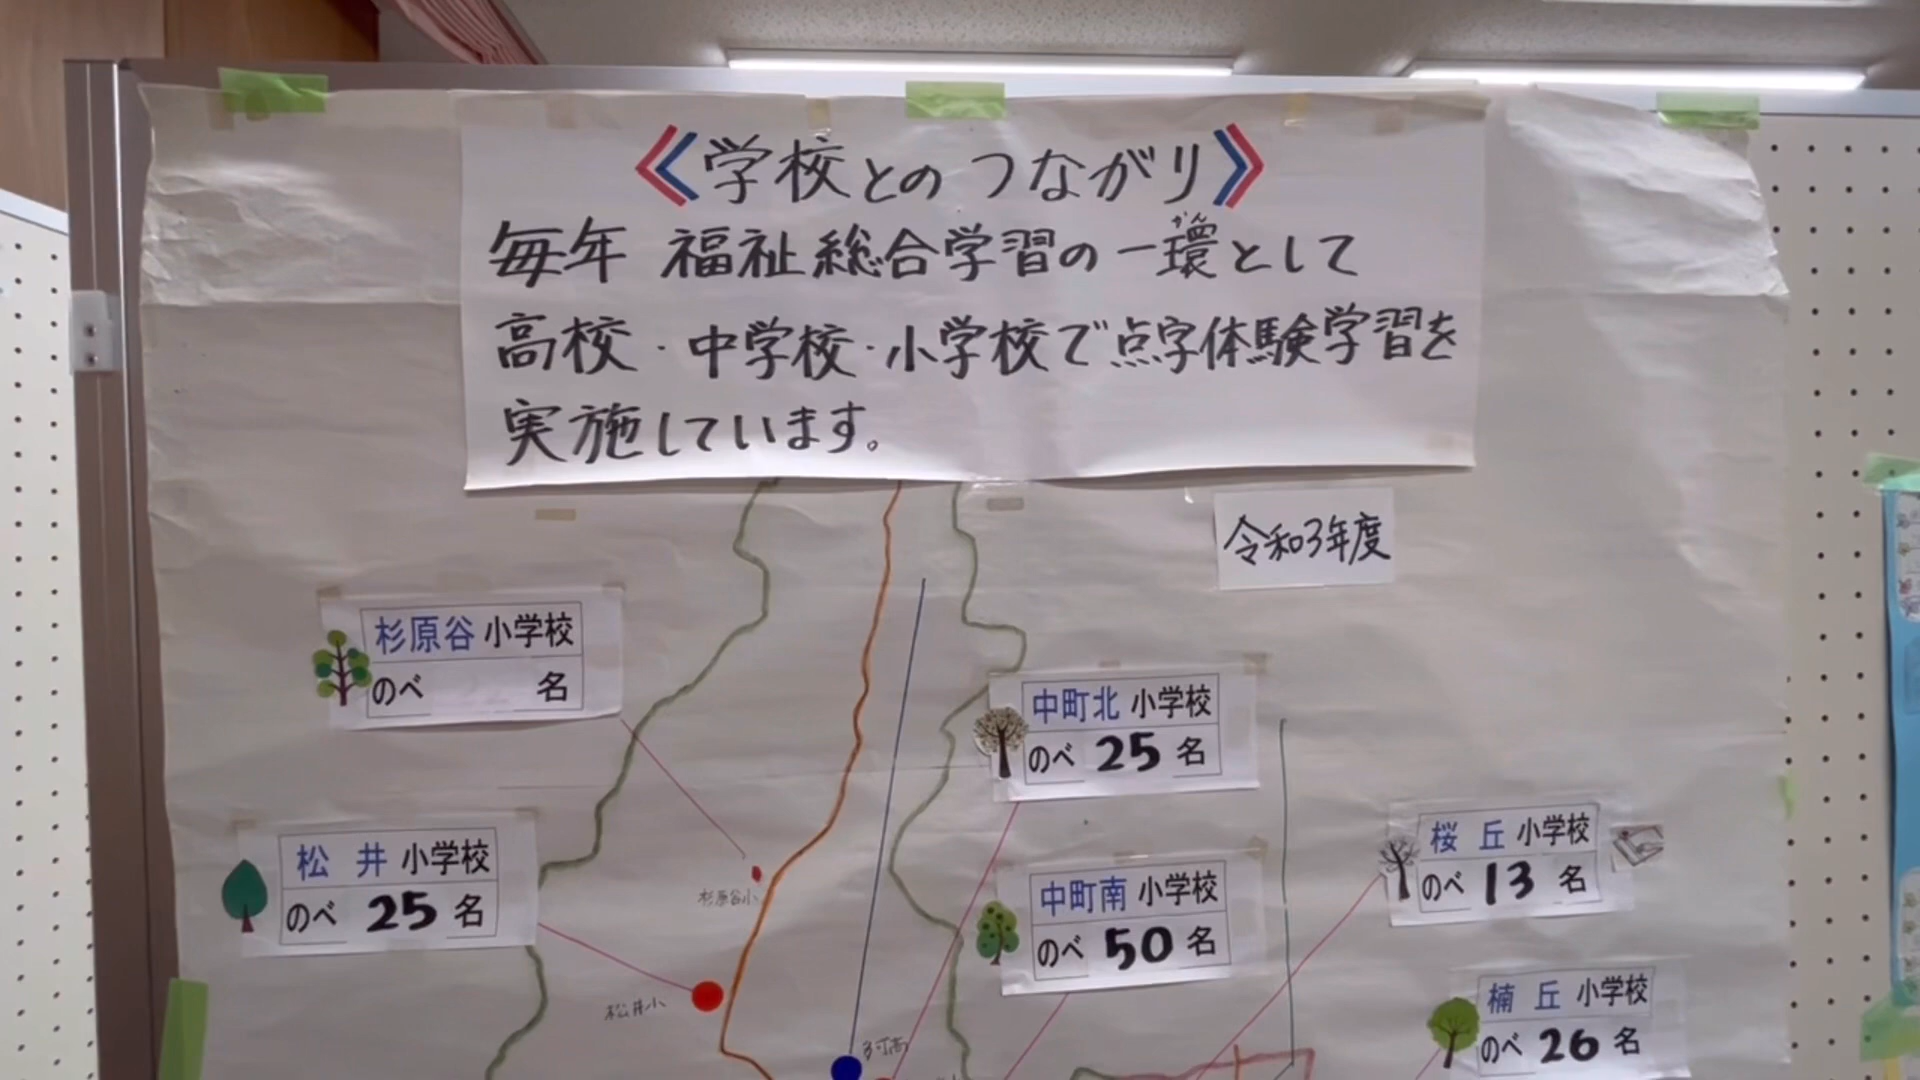 《学校とのつながり》
毎年 福祉総合学習の一環として
かん
高校・中学校・小学校で点字体験学習を
実施しています。
令和3年度
杉原谷小学校
のべ 名
中町北小学校
のべ 25 名
松井小学校
のべ 25 名
中町南小学校
のべ 50 名
桜丘小学校
のべ 13 名
楠丘小学校
のべ 26 名
杉原谷小
松井小
多可高